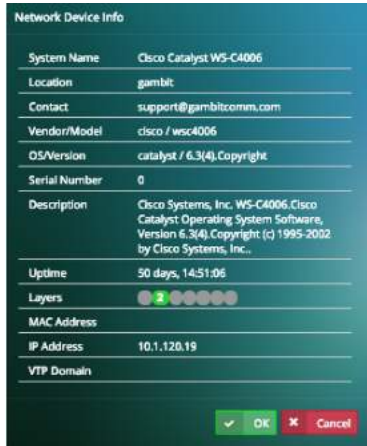 Network Device Info
System Name Cisco Catalyst WS-C4006
Location gambit
Contact support@gambitcomm.com
Vendor/Model cisco / wsc4006
OS/Version catalyst / 6.3(4).Copyright
Serial Number 0
Description Cisco Systems, Inc. WS-C4006.Cisco
Catalyst Operating System Software,
Version 6.3(4).Copyright (c) 1995-2002
by Cisco Systems, Inc..
Uptime 50 days, 14:51:06
Layers 2
MAC Address
IP Address 10.1.120.19
VTP Domain
OK Cancel